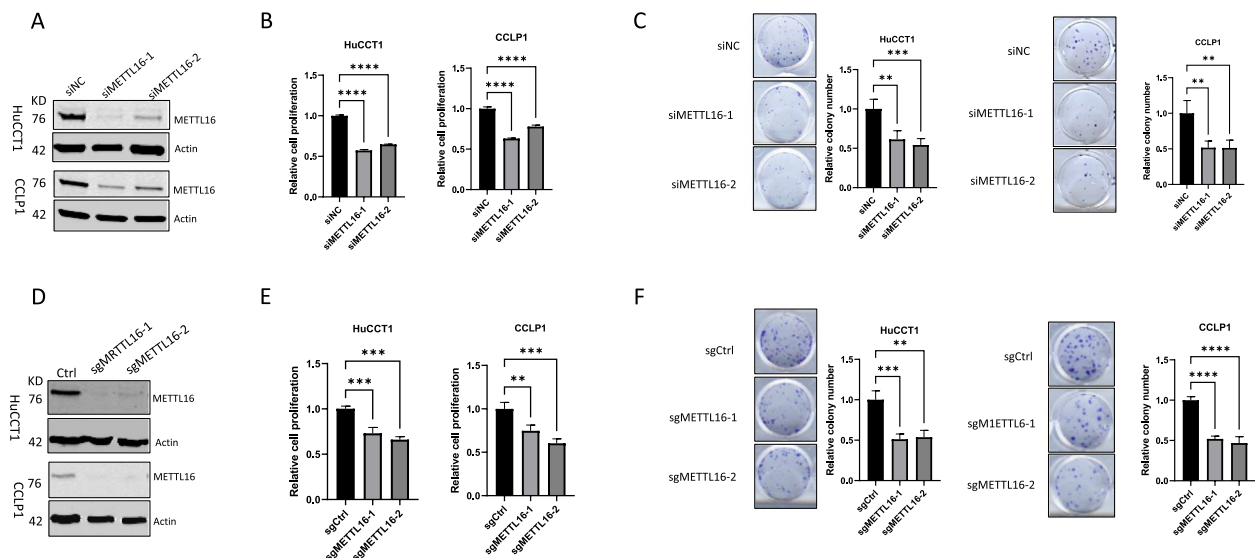 A
siNC
siMETTL16-1
siMETTL16-2
KD
HuCCT1
76
METTL16
42
Actin
CCLP1
76
METTL16
42
Actin
B
HuCCT1
Relative cell proliferation
1.5
1.0
0.5
0.0
****
****
siNC
siMETTL16-1
siMETTL16-2
CCLP1
Relative cell proliferation
1.5
1.0
0.5
0.0
****
****
siNC
siMETTL16-1
siMETTL16-2
C
siNC
siMETTL16-1
siMETTL16-2
HuCCT1
Relative colony number
1.5
1.0
0.5
0.0
***
**
siNC
siMETTL16-1
siMETTL16-2
siNC
siMETTL16-1
siMETTL16-2
CCLP1
Relative colony number
1.5
1.0
0.5
0.0
**
**
siNC
siMETTL16-1
siMETTL16-2
D
Ctrl
sgMRTTL16-1
sgMETTL16-2
KD
HuCCT1
76
METTL16
42
Actin
CCLP1
76
METTL16
42
Actin
E
HuCCT1
Relative cell proliferation
1.5
1.0
0.5
0.0
***
***
sgCtrl
sgMETTL16-1
sgMETTL16-2
CCLP1
Relative cell proliferation
1.5
1.0
0.5
0.0
***
**
sgCtrl
sgMETTL16-1
sgMETTL16-2
F
sgCtrl
sgMETTL16-1
sgMETTL16-2
HuCCT1
Relative colony number
1.5
1.0
0.5
0.0
**
***
sgCtrl
sgMETTL16-1
sgMETTL16-2
sgCtrl
sgM1ETTL6-1
sgMETTL16-2
CCLP1
Relative colony number
1.5
1.0
0.5
0.0
****
****
sgCtrl
sgMETTL16-1
sgMETTL16-2